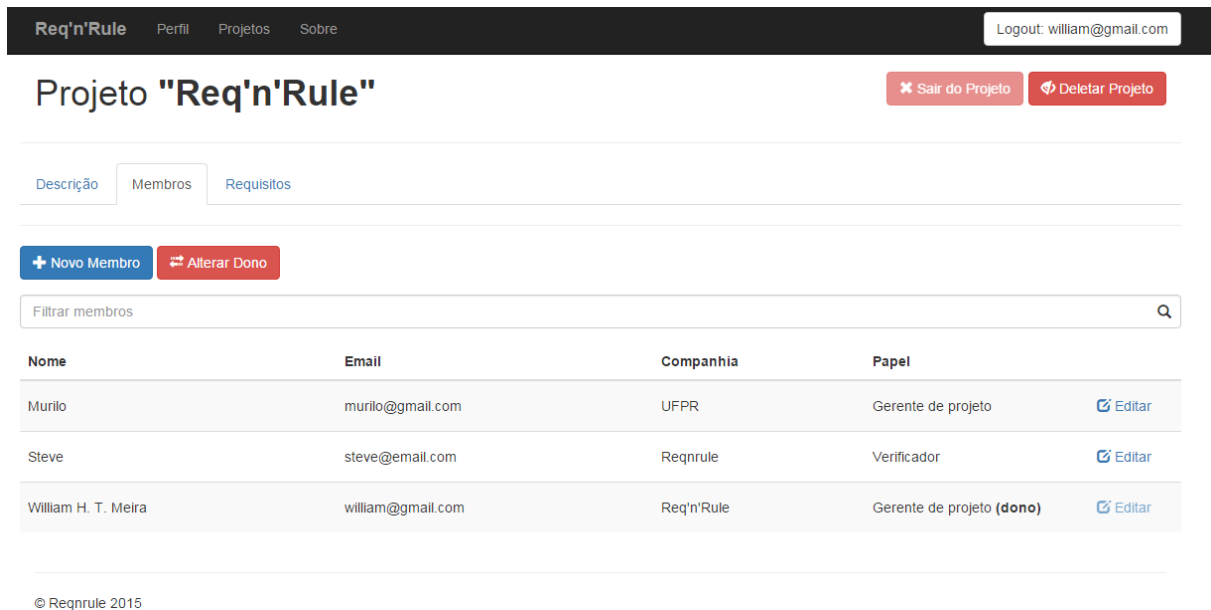 Req'n'Rule Perfil Projetos Sobre Logout: william@gmail.com
Projeto "Req'n'Rule" Sair do Projeto Deletar Projeto
Descrição Membros Requisitos
Novo Membro Alterar Dono
Filtrar membros
Nome Email Companhia Papel
Murilo murilo@gmail.com UFPR Gerente de projeto Editar
Steve steve@email.com Reqnrule Verificador Editar
William H. T. Meira william@gmail.com Req'n'Rule Gerente de projeto (dono) Editar
© Reqnrule 2015